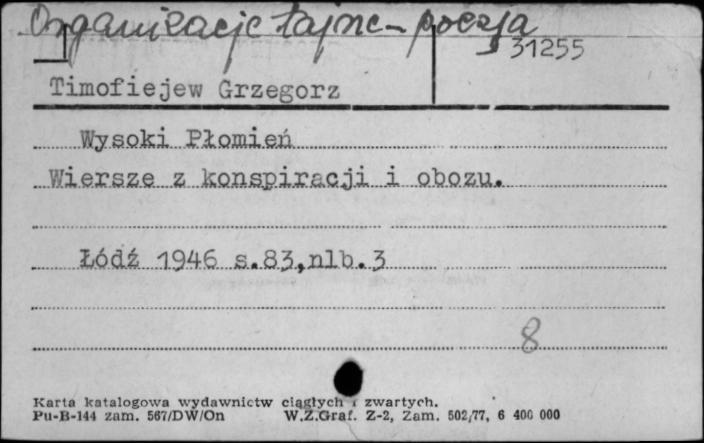 Organizacje tajne - poezja
31255
Timofiejew Grzegorz
Wysoki Płomień
Wiersze z konspiracji i obozu.
Łódź 1946 s.83,nlb.3
8
Karta katalogowa wydawnictw ciągłych i zwartych.
Pu-B-144 zam. 567/DW/On W.Z.Graf. Z-2, Zam. 502/77, 6 400 000